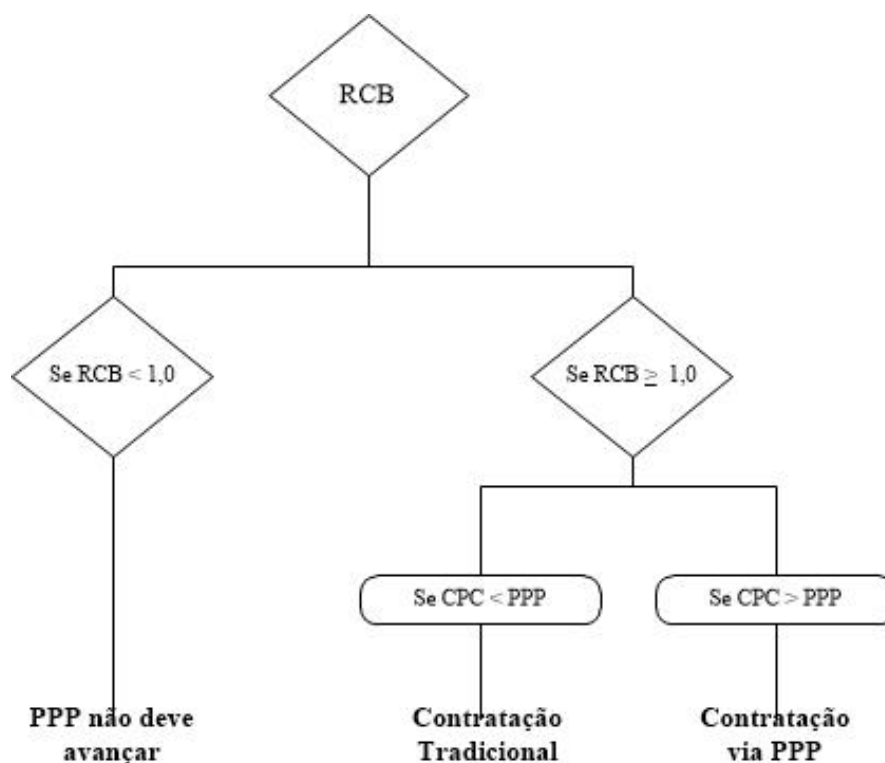 RCB
Se RCB < 1,0
Se RCB ≥ 1,0
Se CPC < PPP
Se CPC > PPP
PPP não deve
avançar
Contratação
Tradicional
Contratação
via PPP